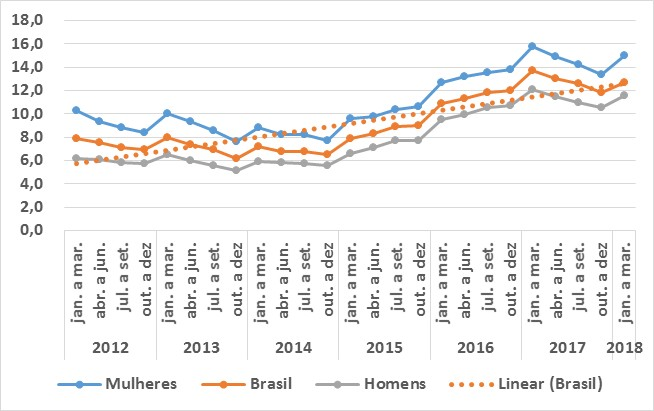 18,0
16,0
14,0
12,0
10,0
8,0
6,0
4,0
2,0
0,0
jan. a mar.
abr. a jun.
jul. a set.
out. a dez
jan. a mar.
abr. a jun.
jul. a set.
out. a dez
jan. a mar.
abr. a jun.
jul. a set.
out. a dez
jan. a mar.
abr. a jun.
jul. a set.
out. a dez
jan. a mar.
abr. a jun.
jul. a set.
out. a dez
jan. a mar.
abr. a jun.
jul. a set.
out. a dez
jan. a mar.
2012 2013 2014 2015 2016 2017 2018
Mulheres Brasil Homens Linear (Brasil)